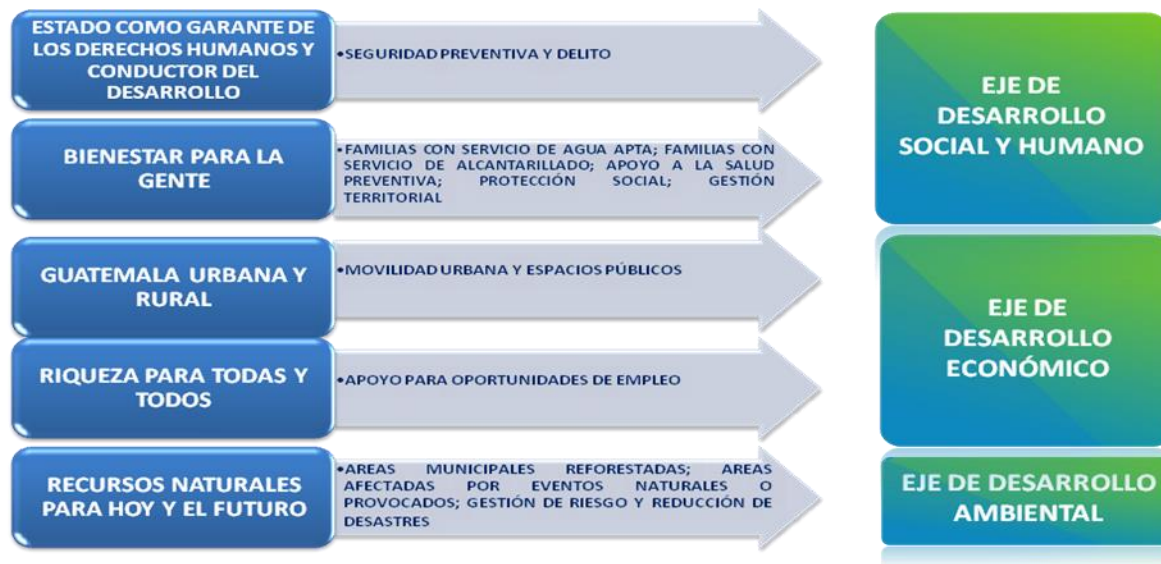 ESTADO COMO GARANTE DE
LOS DERECHOS HUMANOS Y
CONDUCTOR DEL
DESARROLLO
•SEGURIDAD PREVENTIVA Y DELITO
BIENESTAR PARA LA
GENTE
•FAMILIAS CON SERVICIO DE AGUA APTA; FAMILIAS CON
SERVICIO DE ALCANTARILLADO; APOYO A LA SALUD
PREVENTIVA; PROTECCIÓN SOCIAL; GESTIÓN
TERRITORIAL
EJE DE
DESARROLLO
SOCIAL Y HUMANO
GUATEMALA URBANA Y
RURAL
•MOVILIDAD URBANA Y ESPACIOS PÚBLICOS
RIQUEZA PARA TODAS Y
TODOS
•APOYO PARA OPORTUNIDADES DE EMPLEO
EJE DE
DESARROLLO
ECONÓMICO
RECURSOS NATURALES
PARA HOY Y EL FUTURO
•AREAS MUNICIPALES REFORESTADAS; AREAS
AFECTADAS POR EVENTOS NATURALES O
PROVOCADOS; GESTIÓN DE RIESGO Y REDUCCIÓN DE
DESASTRES
EJE DE DESARROLLO
AMBIENTAL